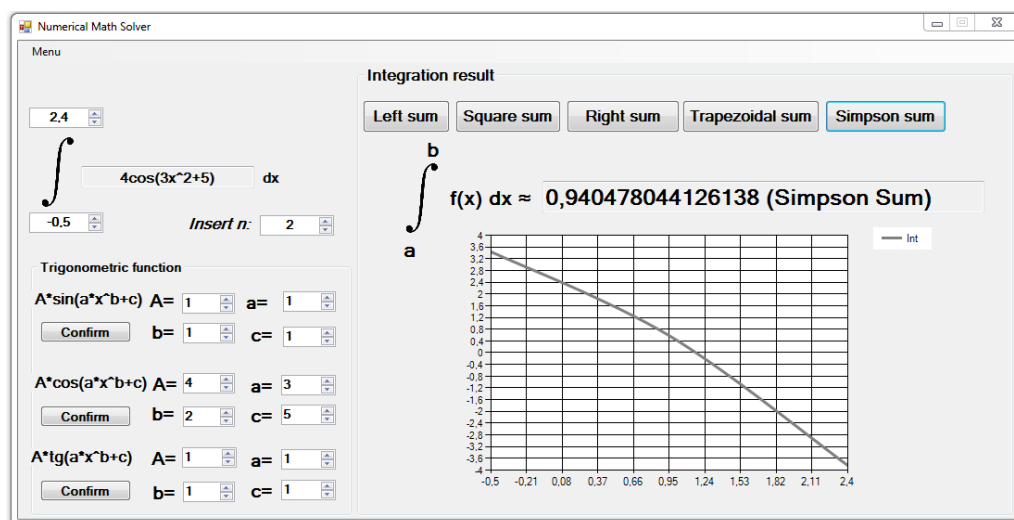 Numerical Math Solver
Menu
2,4
4cos(3x^2+5) dx
-0,5
Insert n: 2
Trigonometric function
A*sin(a*x^b+c) A= 1 a= 1
Confirm b= 1 c= 1
A*cos(a*x^b+c) A= 4 a= 3
Confirm b= 2 c= 5
A*tg(a*x^b+c) A= 1 a= 1
Confirm b= 1 c= 1
Integration result
Left sum Square sum Right sum Trapezoidal sum Simpson sum
b
∫ f(x) dx ≈ 0,940478044126138 (Simpson Sum)
a
4
3,6
3,2
2,8
2,4
2
1,6
1,2
0,8
0,4
0
-0,4
-0,8
-1,2
-1,6
-2
-2,4
-2,8
-3,2
-3,6
-4
-0,5 -0,21 0,08 0,37 0,66 0,95 1,24 1,53 1,82 2,11 2,4
Int